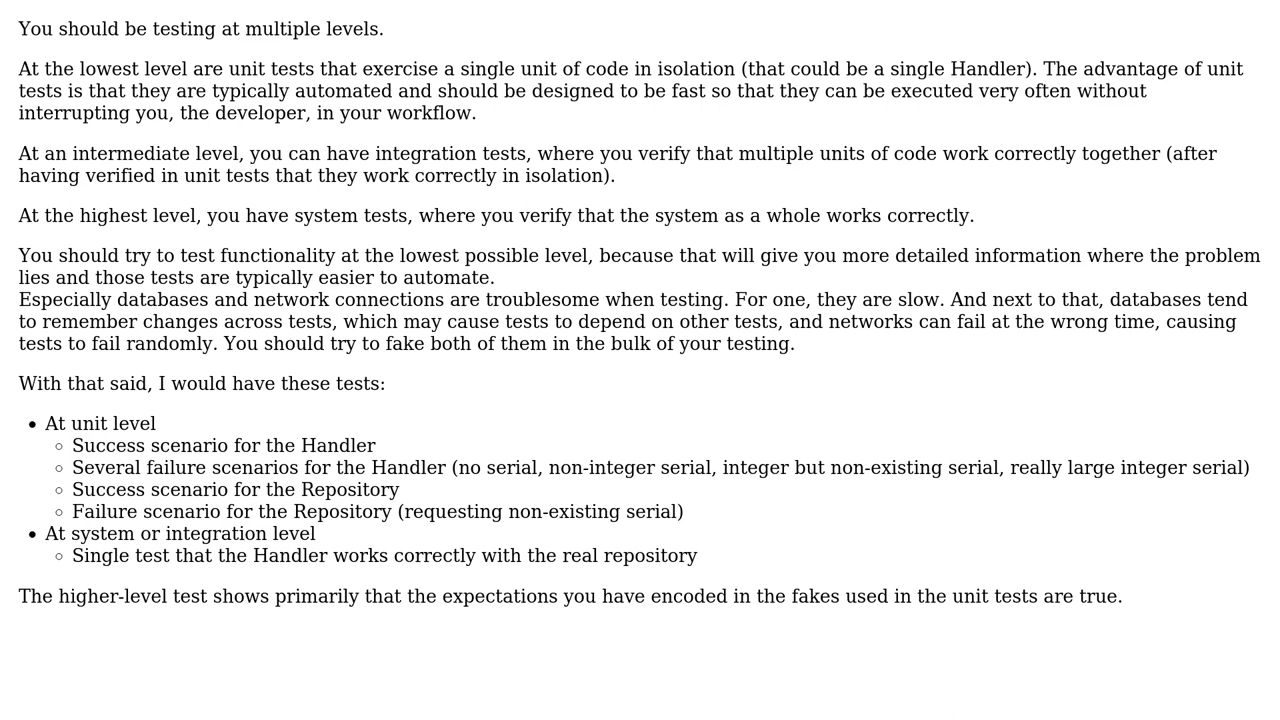 You should be testing at multiple levels.
At the lowest level are unit tests that exercise a single unit of code in isolation (that could be a single Handler). The advantage of unit
tests is that they are typically automated and should be designed to be fast so that they can be executed very often without
interrupting you, the developer, in your workflow.
At an intermediate level, you can have integration tests, where you verify that multiple units of code work correctly together (after
having verified in unit tests that they work correctly in isolation).
At the highest level, you have system tests, where you verify that the system as a whole works correctly.
You should try to test functionality at the lowest possible level, because that will give you more detailed information where the problem
lies and those tests are typically easier to automate.
Especially databases and network connections are troublesome when testing. For one, they are slow. And next to that, databases tend
to remember changes across tests, which may cause tests to depend on other tests, and networks can fail at the wrong time, causing
tests to fail randomly. You should try to fake both of them in the bulk of your testing.
With that said, I would have these tests:
• At unit level
◦ Success scenario for the Handler
◦ Several failure scenarios for the Handler (no serial, non-integer serial, integer but non-existing serial, really large integer serial)
◦ Success scenario for the Repository
◦ Failure scenario for the Repository (requesting non-existing serial)
• At system or integration level
◦ Single test that the Handler works correctly with the real repository
The higher-level test shows primarily that the expectations you have encoded in the fakes used in the unit tests are true.